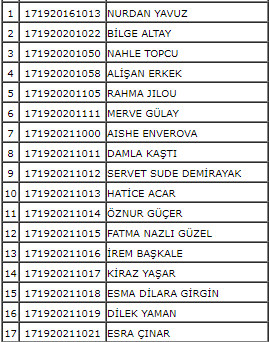 1 171920161013 NURDAN YAVUZ
2 171920201022 BİLGE ALTAY
3 171920201050 NAHLE TOPCU
4 171920201058 ALİŞAN ERKEK
5 171920201105 RAHMA JILOU
6 171920201111 MERVE GÜLAY
7 171920211000 AISHE ENVEROVA
8 171920211011 DAMLA KAŞTI
9 171920211012 SERVET SUDE DEMİRAYAK
10 171920211013 HATİCE ACAR
11 171920211014 ÖZNUR GÜÇER
12 171920211015 FATMA NAZLI GÜZEL
13 171920211016 İREM BAŞKALE
14 171920211017 KİRAZ YAŞAR
15 171920211018 ESMA DİLARA GİRGİN
16 171920211019 DİLEK YAMAN
17 171920211021 ESRA ÇINAR